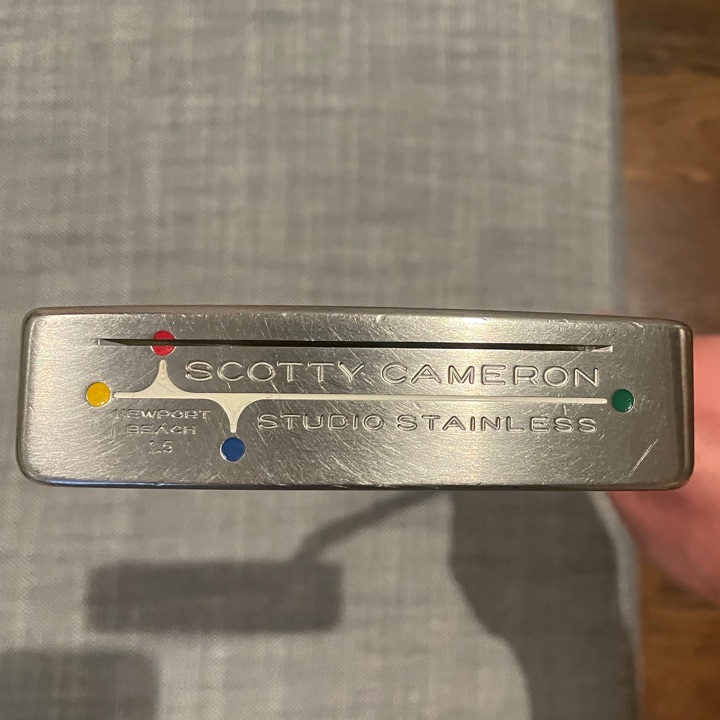 SCOTTY CAMERON
STUDIO STAINLESS
NEWPORT
BEACH
1.5